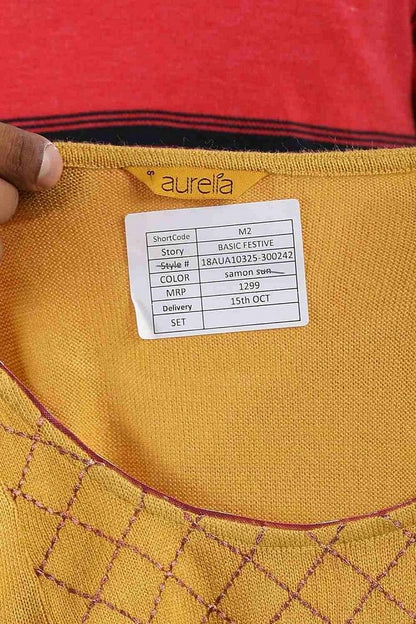 S
aurelia
ShortCode M2
Story BASIC FESTIVE
Style # 18AUA10325-300242
COLOR samon sun
MRP 1299
Delivery 15th OCT
SET